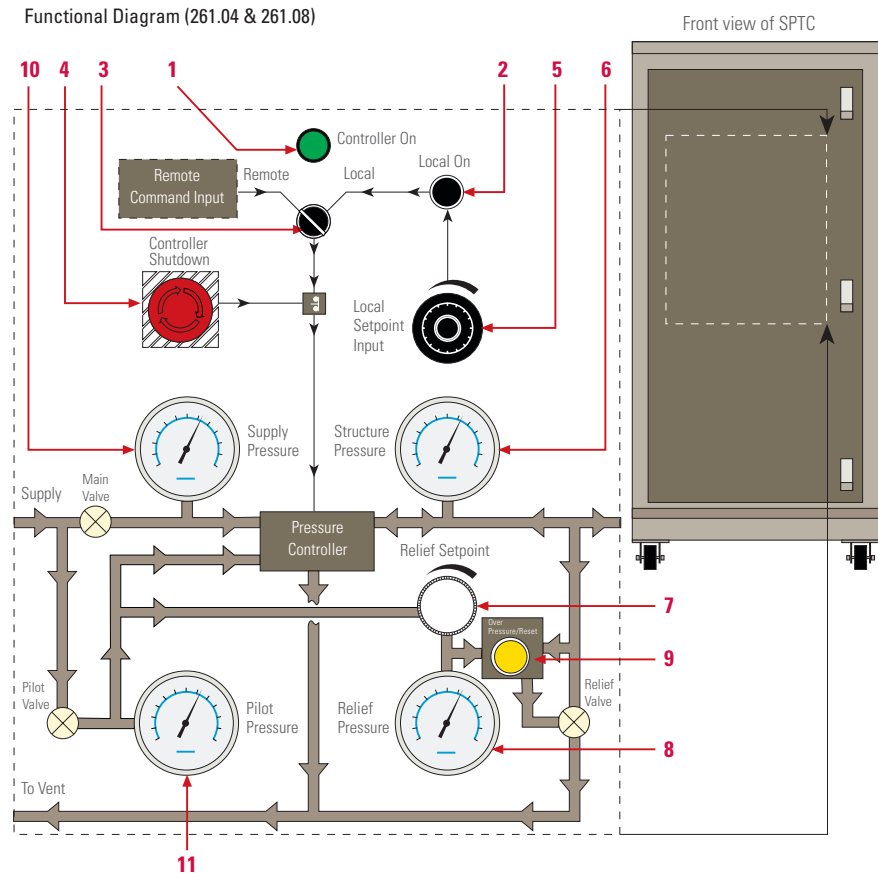 Functional Diagram (261.04 & 261.08)
Front view of SPTC
10
4
3
1
2
5
6
Controller On
Local On
Remote
Command Input
Remote
Local
Controller
Shutdown
Local
Setpoint
Input
Supply
Pressure
Structure
Pressure
Supply
Main
Valve
Pressure
Controller
Relief Setpoint
7
Over
Pressure/Reset
9
Pilot
Valve
Pilot
Pressure
Relief
Pressure
Relief
Valve
8
To Vent
11